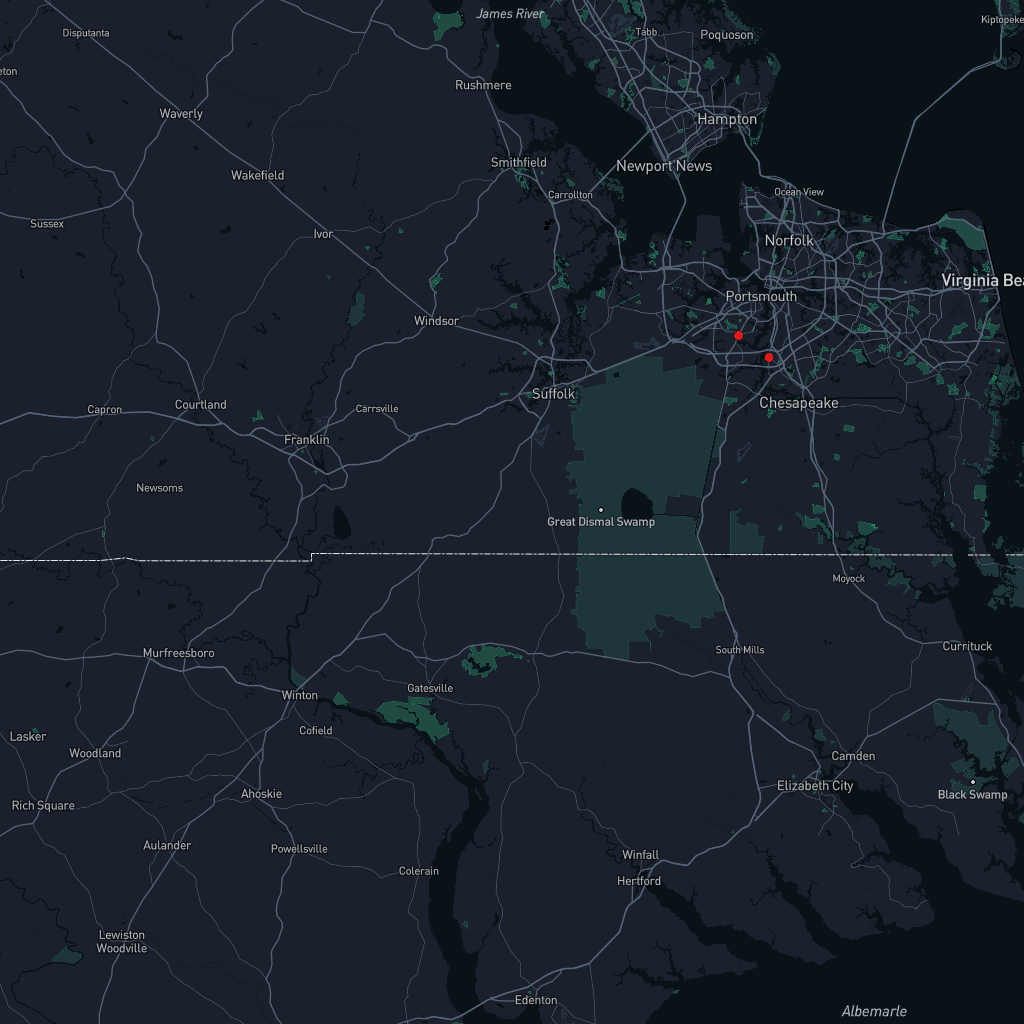 James River
Kiptopeke
Disputanta
Tabb
Poquoson
eton
Rushmere
Waverly
Hampton
Smithfield
Newport News
Wakefield
Carrollton
Ocean View
Sussex
Ivor
Norfolk
Virginia Bea
Portsmouth
Windsor
Suffolk
Chesapeake
Capron
Courtland
Carrsville
Franklin
Newsoms
Great Dismal Swamp
Moyock
Murfreesboro
South Mills
Currituck
Gatesville
Winton
Cofield
Lasker
Woodland
Camden
Elizabeth City
Black Swamp
Ahoskie
Rich Square
Aulander
Powellsville
Winfall
Colerain
Hertford
Lewiston
Woodville
Edenton
Albemarle